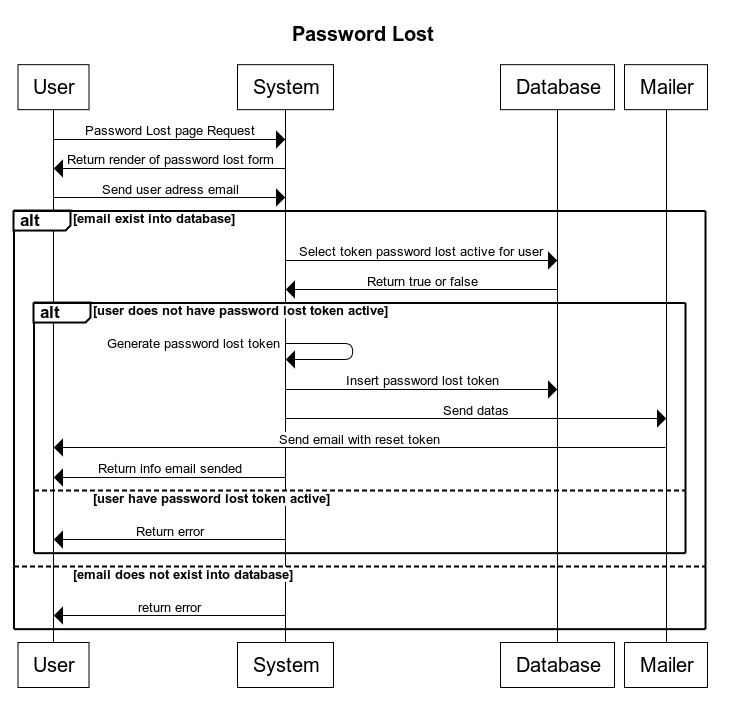 Password Lost
User
System
Database
Mailer
Password Lost page Request
Return render of password lost form
Send user adress email
alt
[email exist into database]
Select token password lost active for user
Return true or false
alt
[user does not have password lost token active]
Generate password lost token
Insert password lost token
Send datas
Send email with reset token
Return info email sended
[user have password lost token active]
Return error
[email does not exist into database]
return error
User
System
Database
Mailer